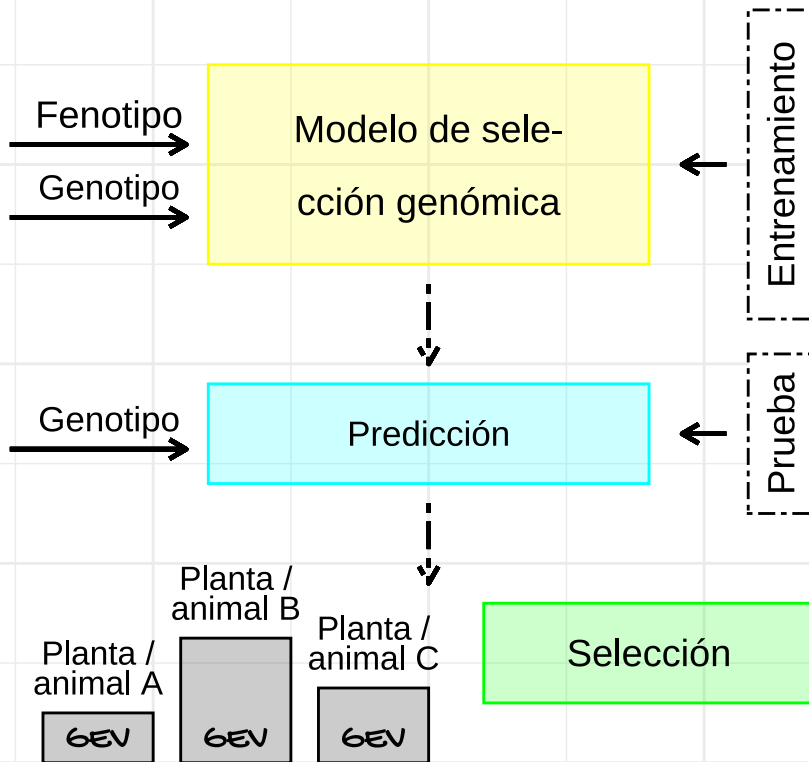 Fenotipo
Genotipo
Modelo de sele-
cción genómica
Entrenamiento
Genotipo
Predicción
Prueba
Planta /
animal A
Planta /
animal B
Planta /
animal C
GEV
GEV
GEV
Selección